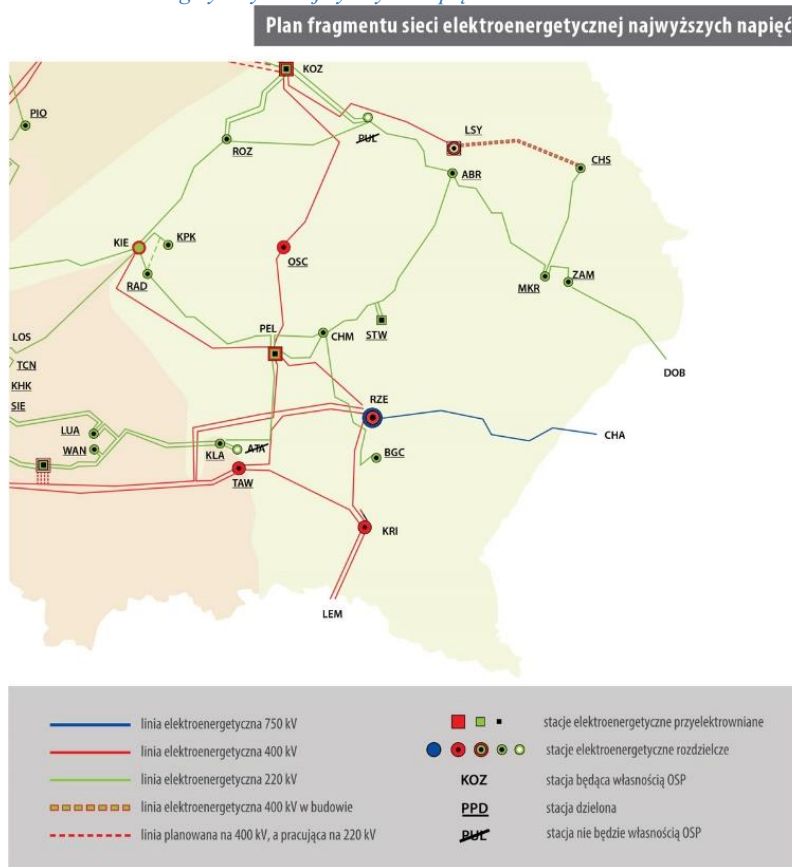 Plan fragmentu sieci elektroenergetycznej najwyższych napięć
KOZ
PIO
PUŁ
LSY
ROZ
CHS
ABR
KIE
KPK
OSC
RAD
MKR
ZAM
PEL
CHM
STW
LOS
TCN
DOB
KHK
SIE
RZE
LUA
CHA
WAN
KLA
ATA
BGC
TAW
KRI
LEM
linia elektroenergetyczna 750 kV
linia elektroenergetyczna 400 kV
linia elektroenergetyczna 220 kV
linia elektroenergetyczna 400 kV w budowie
linia planowana na 400 kV, a pracująca na 220 kV
stacje elektroenergetyczne przyelektrowniane
stacje elektroenergetyczne rozdzielcze
KOZ stacja będąca własnością OSP
PPD stacja dzielona
PUŁ stacja nie będzie własnością OSP